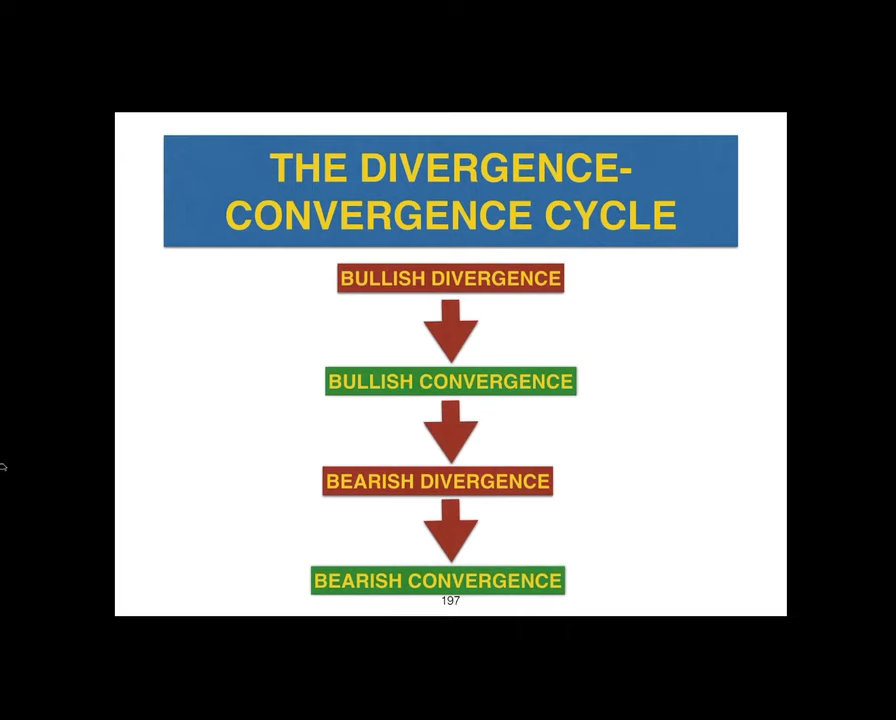 THE DIVERGENCE-
CONVERGENCE CYCLE
BULLISH DIVERGENCE
BULLISH CONVERGENCE
BEARISH DIVERGENCE
BEARISH CONVERGENCE
197